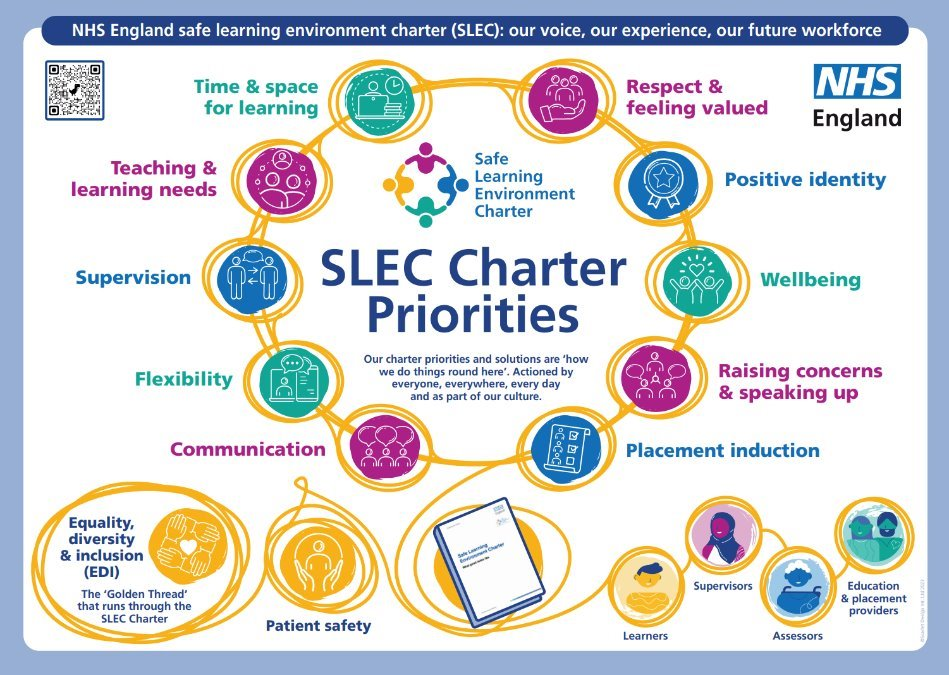 NHS England safe learning environment charter (SLEC): our voice, our experience, our future workforce
Time & space
for learning
Respect &
feeling valued
NHS
England
Teaching &
learning needs
Safe
Learning
Environment
Charter
Positive identity
Supervision
SLEC Charter
Priorities
Wellbeing
Our charter priorities and solutions are ‘how
we do things round here’. Actioned by
everyone, everywhere, every day
and as part of our culture.
Flexibility
Raising concerns
& speaking up
Communication
Placement induction
Equality,
diversity
& inclusion
(EDI)
The ‘Golden Thread’
that runs through the
SLEC Charter
Patient safety
Safe Learning
Environment Charter
Learners
Supervisors
Assessors
Education
& placement
providers